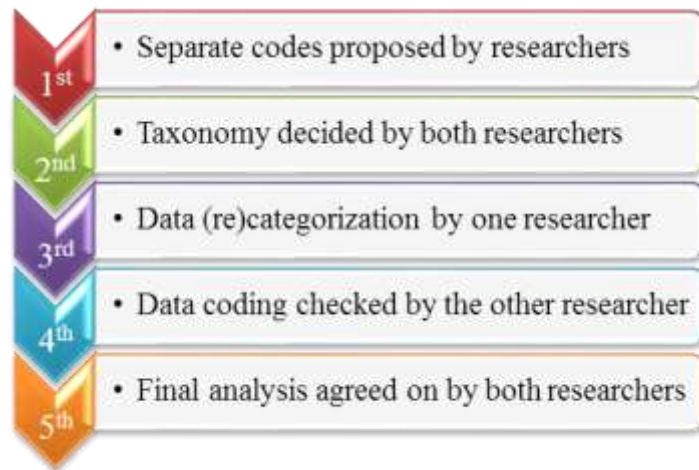 1st
• Separate codes proposed by researchers
2nd
• Taxonomy decided by both researchers
3rd
• Data (re)categorization by one researcher
4th
• Data coding checked by the other researcher
5th
• Final analysis agreed on by both researchers